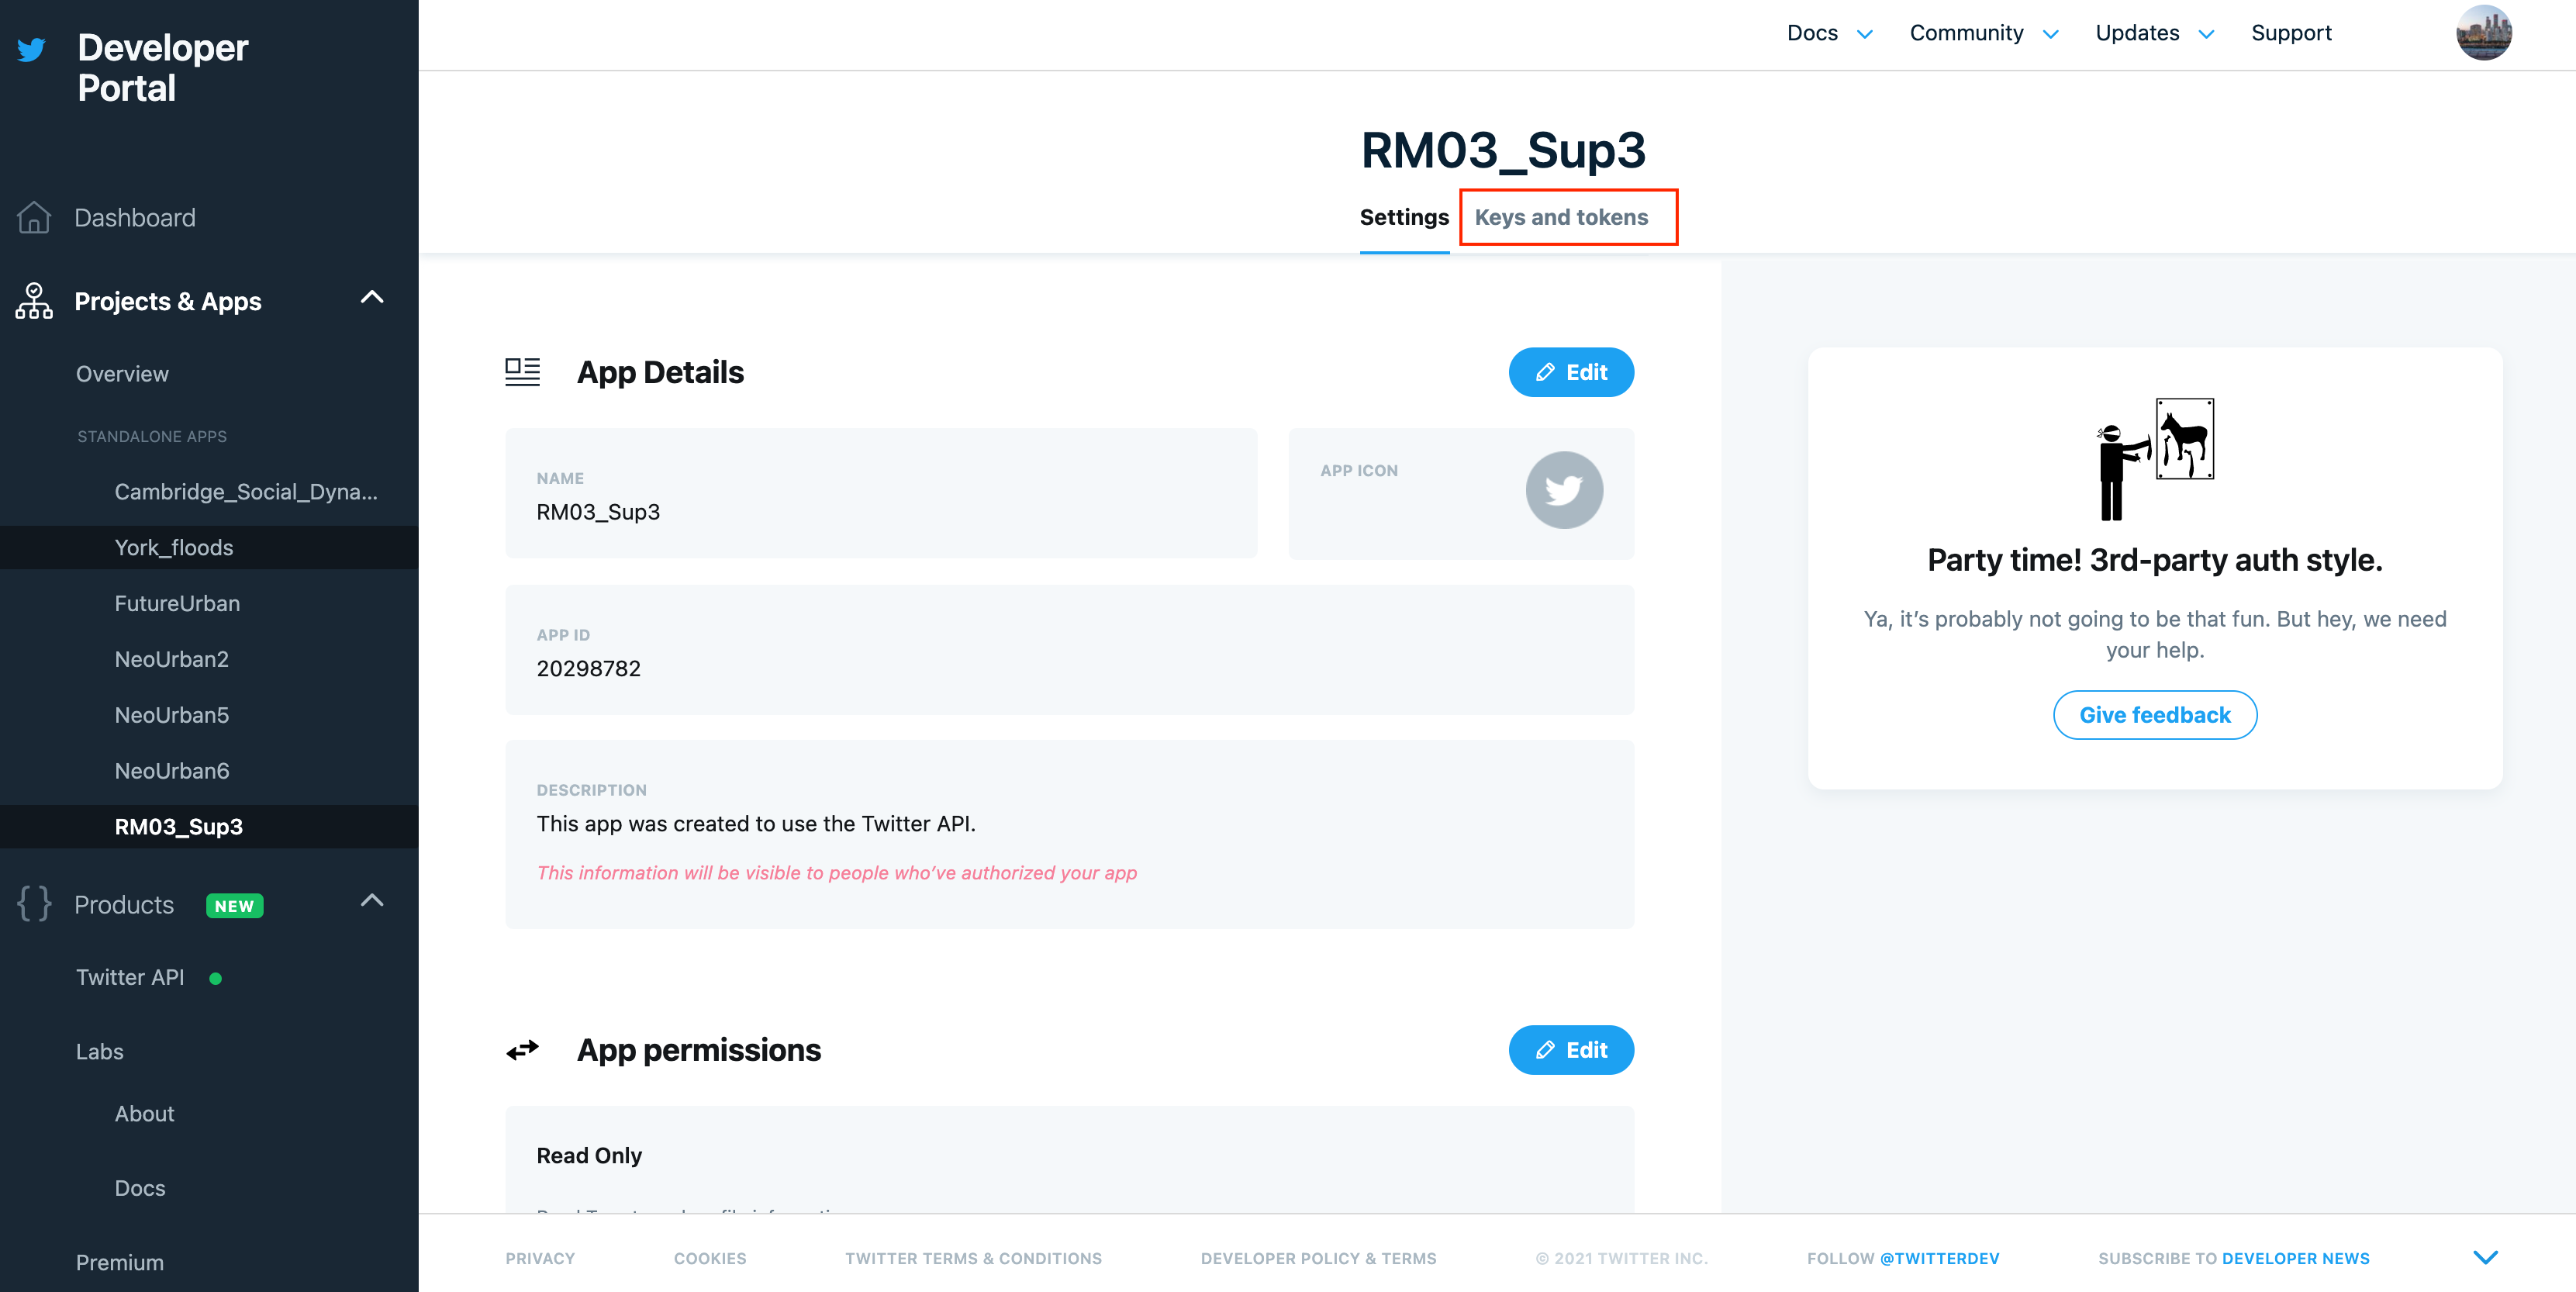 Developer
Portal
Docs
Community
Updates
Support
RM03_Sup3
Settings
Keys and tokens
Dashboard
Projects & Apps
Overview
STANDALONE APPS
Cambridge_Social_Dyna...
York_floods
FutureUrban
NeoUrban2
NeoUrban5
NeoUrban6
RM03_Sup3
Products NEW
Twitter API
Labs
About
Docs
Premium
App Details
Edit
NAME
RM03_Sup3
APP ICON
APP ID
20298782
DESCRIPTION
This app was created to use the Twitter API.
This information will be visible to people who've authorized your app
App permissions
Edit
Read Only
Party time! 3rd-party auth style.
Ya, it's probably not going to be that fun. But hey, we need
your help.
Give feedback
PRIVACY
COOKIES
TWITTER TERMS & CONDITIONS
DEVELOPER POLICY & TERMS
© 2021 TWITTER INC.
FOLLOW @TWITTERDEV
SUBSCRIBE TO DEVELOPER NEWS